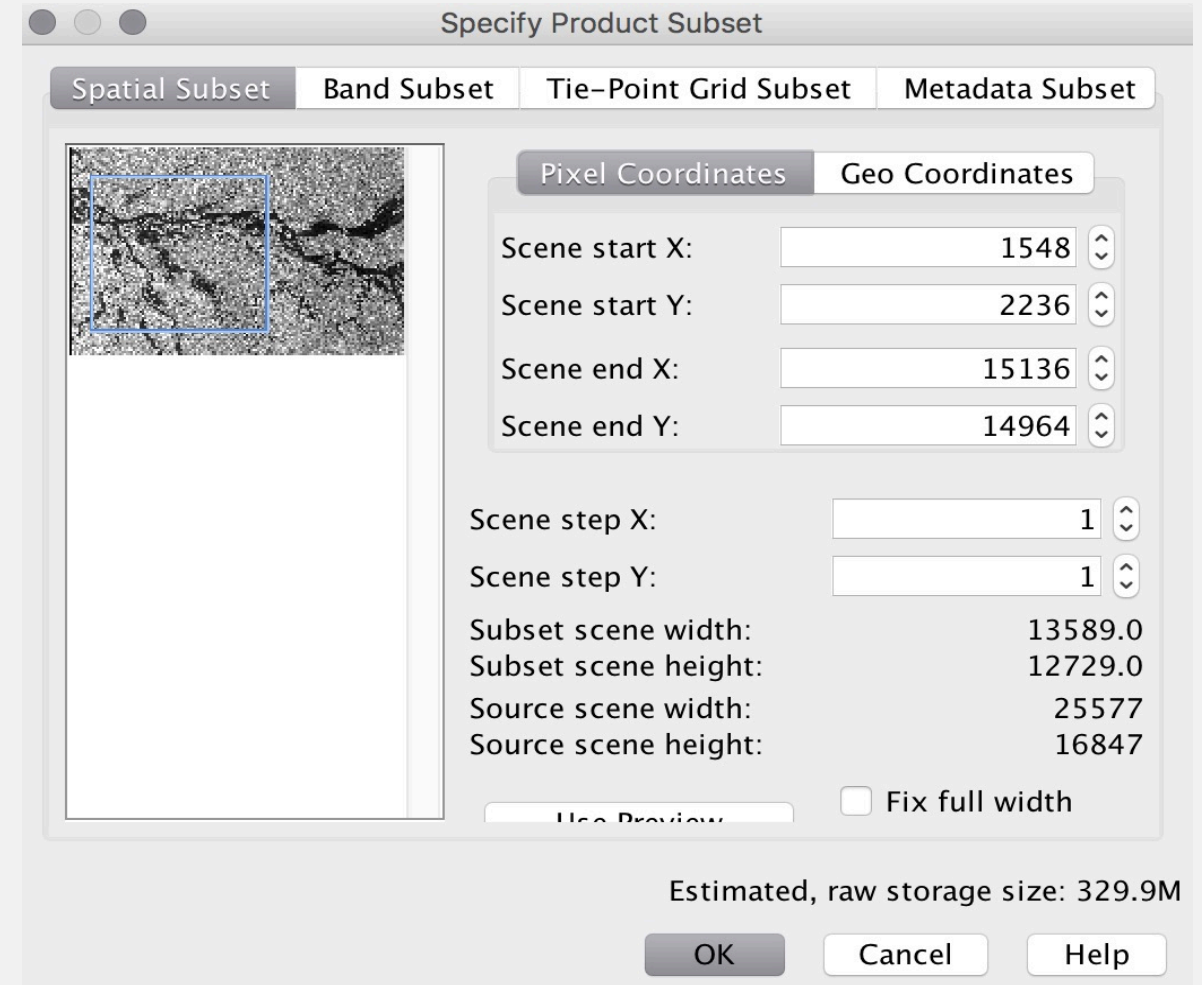 Specify Product Subset
Spatial Subset Band Subset Tie-Point Grid Subset Metadata Subset
Pixel Coordinates Geo Coordinates
Scene start X: 1548
Scene start Y: 2236
Scene end X: 15136
Scene end Y: 14964
Scene step X: 1
Scene step Y: 1
Subset scene width: 13589.0
Subset scene height: 12729.0
Source scene width: 25577
Source scene height: 16847
Use Preview
Fix full width
Estimated, raw storage size: 329.9M
OK Cancel Help